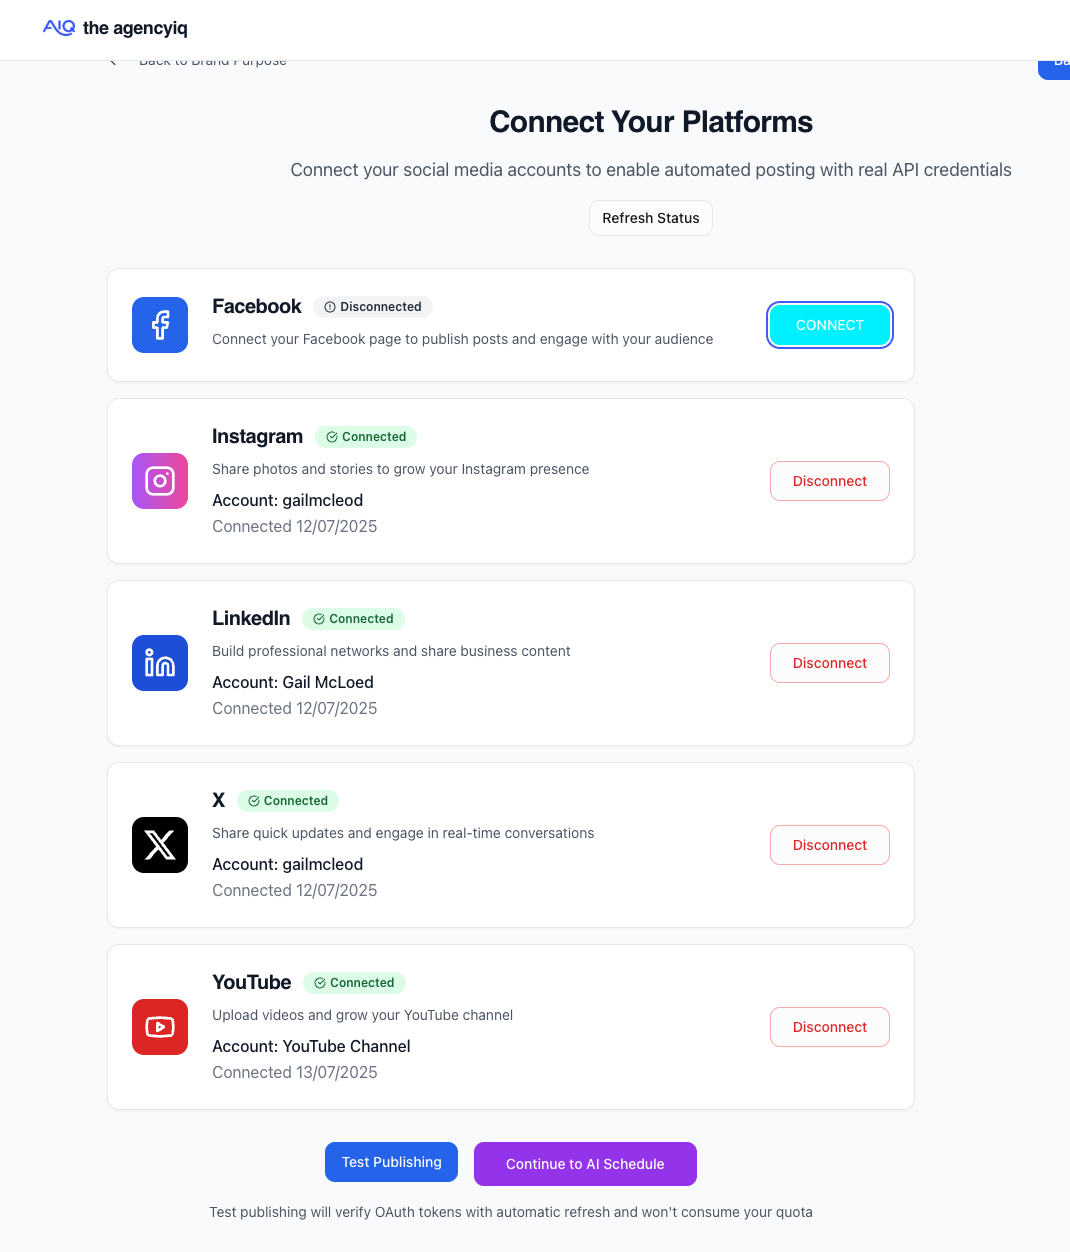 AIQ the agencyiq
Back to Brand Purpose
Connect Your Platforms
Connect your social media accounts to enable automated posting with real API credentials
Refresh Status
Facebook Disconnected
Connect your Facebook page to publish posts and engage with your audience
CONNECT
Instagram Connected
Share photos and stories to grow your Instagram presence
Account: gailmcleod
Connected 12/07/2025
Disconnect
LinkedIn Connected
Build professional networks and share business content
Account: Gail McLoed
Connected 12/07/2025
Disconnect
X Connected
Share quick updates and engage in real-time conversations
Account: gailmcleod
Connected 12/07/2025
Disconnect
YouTube Connected
Upload videos and grow your YouTube channel
Account: YouTube Channel
Connected 13/07/2025
Disconnect
Test Publishing Continue to AI Schedule
Test publishing will verify OAuth tokens with automatic refresh and won't consume your quota